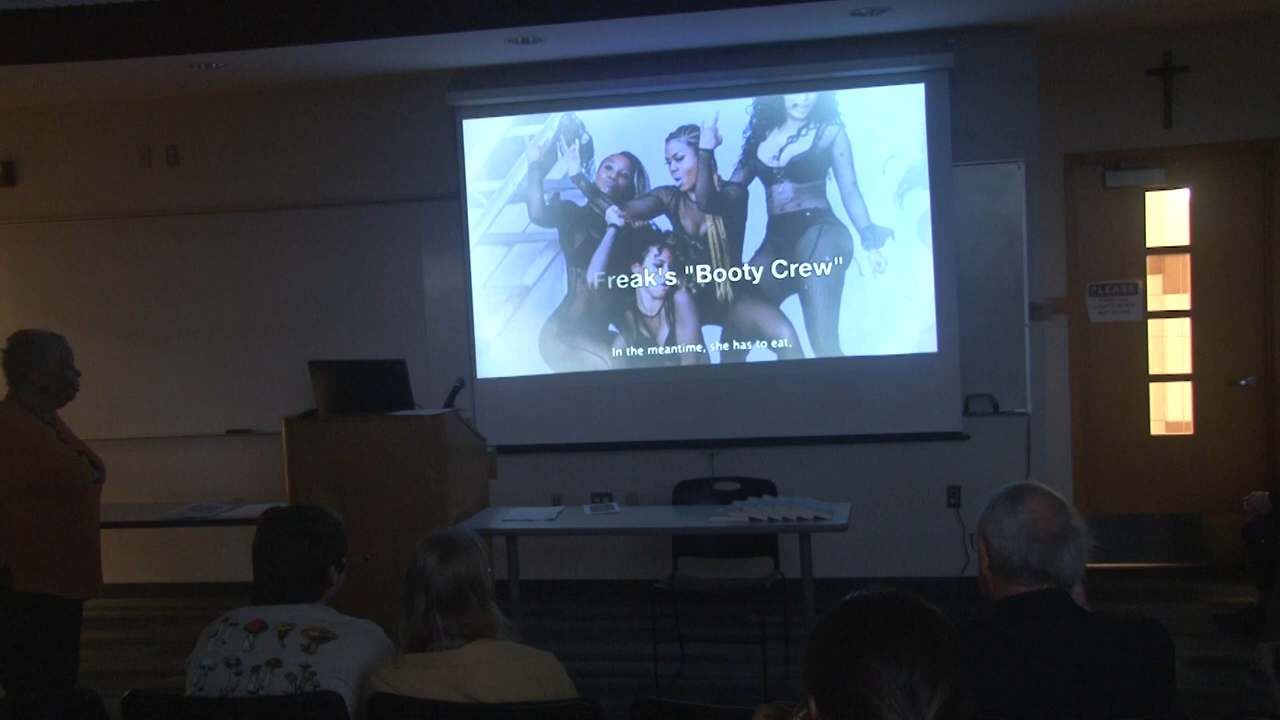 Freak's "Booty Crew"
In the meantime, she has to eat,
PLEASE